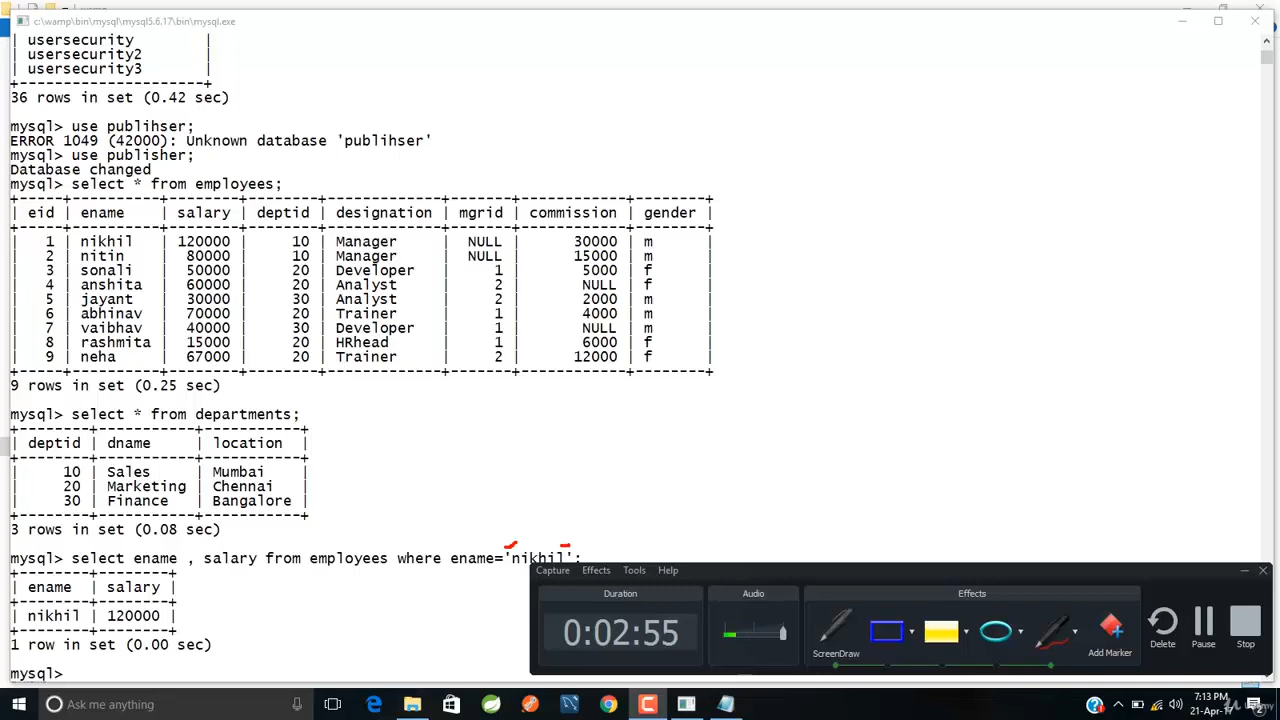 c:\wamp\bin\mysql\mysql5.6.17\bin\mysql.exe
| usersecurity |
| usersecurity2 |
| usersecurity3 |
+--------------------+
36 rows in set (0.42 sec)
mysql> use publihser;
ERROR 1049 (42000): Unknown database 'publihser'
mysql> use publisher;
Database changed
mysql> select * from employees;
+-----+----------+--------+--------+-------------+-------+------------+--------+
| eid | ename | salary | deptid | designation | mgrid | commission | gender |
+-----+----------+--------+--------+-------------+-------+------------+--------+
| 1 | nikhil | 120000 | 10 | Manager | NULL | 30000 | m |
| 2 | nitin | 80000 | 10 | Manager | NULL | 15000 | m |
| 3 | sonali | 50000 | 20 | Developer | 1 | 5000 | f |
| 4 | anshita | 60000 | 20 | Analyst | 2 | NULL | f |
| 5 | jayant | 30000 | 30 | Analyst | 2 | 2000 | m |
| 6 | abhinav | 70000 | 20 | Trainer | 1 | 4000 | m |
| 7 | vaibhav | 40000 | 30 | Developer | 1 | NULL | m |
| 8 | rashmita | 15000 | 20 | HRhead | 1 | 6000 | f |
| 9 | neha | 67000 | 20 | Trainer | 2 | 12000 | f |
+-----+----------+--------+--------+-------------+-------+------------+--------+
9 rows in set (0.25 sec)
mysql> select * from departments;
+--------+-----------+-----------+
| deptid | dname | location |
+--------+-----------+-----------+
| 10 | Sales | Mumbai |
| 20 | Marketing | Chennai |
| 30 | Finance | Bangalore |
+--------+-----------+-----------+
3 rows in set (0.08 sec)
mysql> select ename , salary from employees where ename='nikhil';
+--------+--------+
| ename | salary |
+--------+--------+
| nikhil | 120000 |
+--------+--------+
1 row in set (0.00 sec)
mysql>
Capture Effects Tools Help
Duration Audio Effects
0:02:55
ScreenDraw Add Marker Delete Pause Stop
Ask me anything
7:13 PM
21-Apr-17